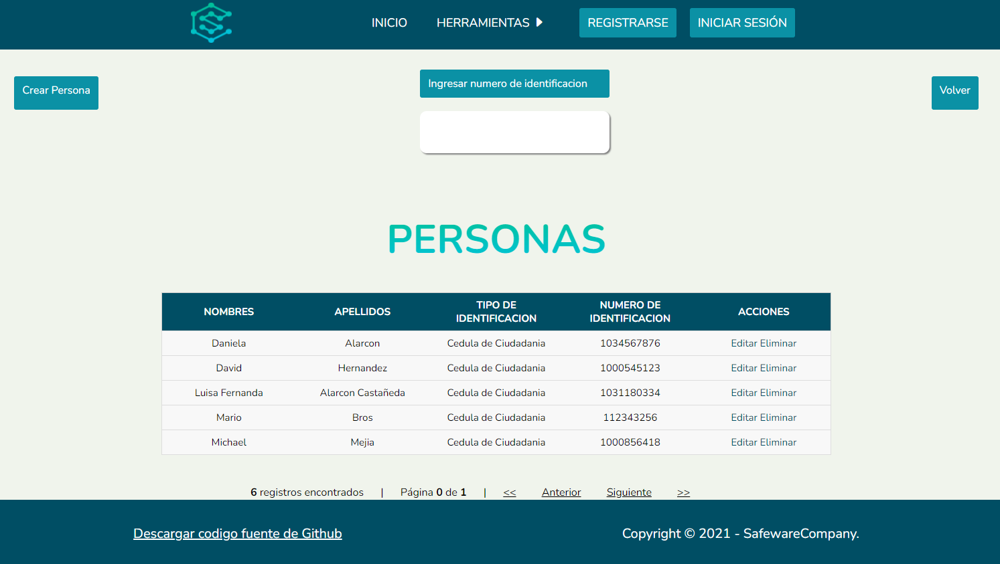 INICIO HERRAMIENTAS REGISTRARSE INICIAR SESIÓN
Crear Persona
Ingresar numero de identificacion
Volver
PERSONAS
NOMBRES APELLIDOS TIPO DE IDENTIFICACION NUMERO DE IDENTIFICACION ACCIONES
Daniela Alarcon Cedula de Ciudadania 1034567876 Editar Eliminar
David Hernandez Cedula de Ciudadania 1000545123 Editar Eliminar
Luisa Fernanda Alarcon Castañeda Cedula de Ciudadania 1031180334 Editar Eliminar
Mario Bros Cedula de Ciudadania 112343256 Editar Eliminar
Michael Mejia Cedula de Ciudadania 1000856418 Editar Eliminar
6 registros encontrados | Página 0 de 1 | << Anterior Siguiente >>
Descargar codigo fuente de Github Copyright © 2021 - SafewareCompany.